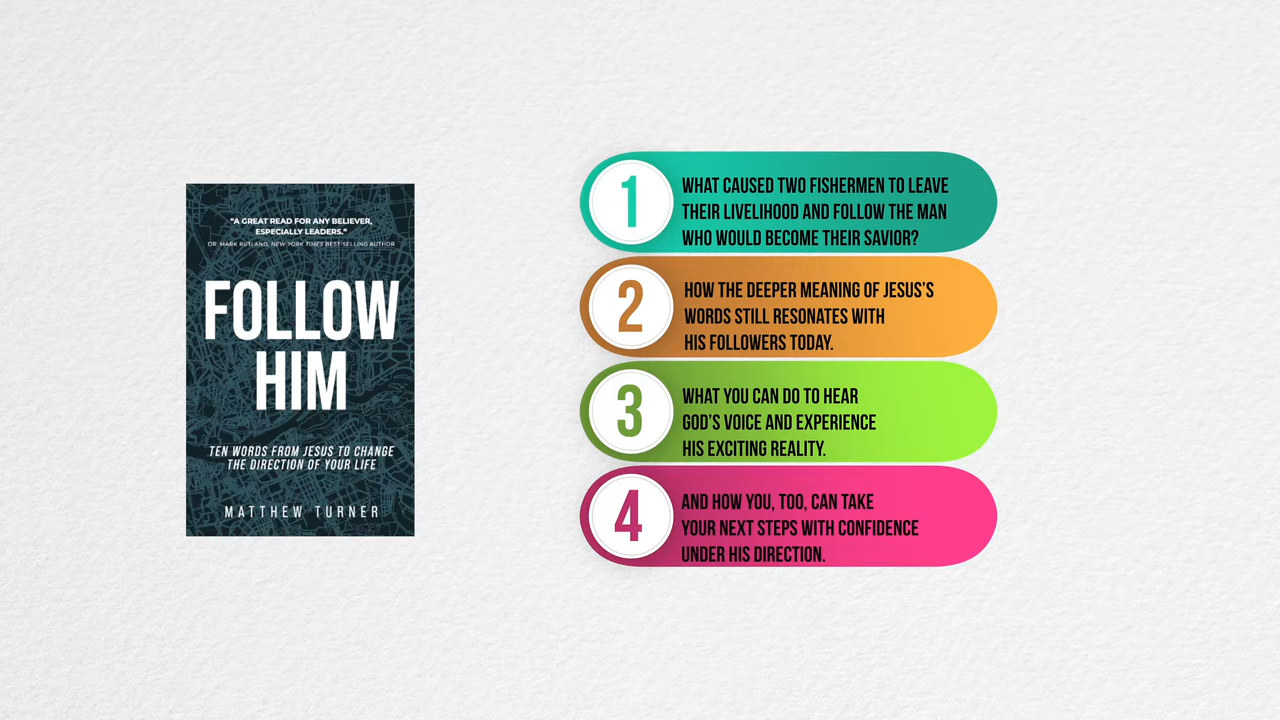 "A GREAT READ FOR ANY BELIEVER,
ESPECIALLY LEADERS."
DR. MARK RUTLAND, NEW YORK TIMES BEST-SELLING AUTHOR
FOLLOW
HIM
TEN WORDS FROM JESUS TO CHANGE
THE DIRECTION OF YOUR LIFE
MATTHEW TURNER
1
WHAT CAUSED TWO FISHERMEN TO LEAVE
THEIR LIVELIHOOD AND FOLLOW THE MAN
WHO WOULD BECOME THEIR SAVIOR?
2
HOW THE DEEPER MEANING OF JESUS'S
WORDS STILL RESONATES WITH
HIS FOLLOWERS TODAY.
3
WHAT YOU CAN DO TO HEAR
GOD'S VOICE AND EXPERIENCE
HIS EXCITING REALITY.
4
AND HOW YOU, TOO, CAN TAKE
YOUR NEXT STEPS WITH CONFIDENCE
UNDER HIS DIRECTION.